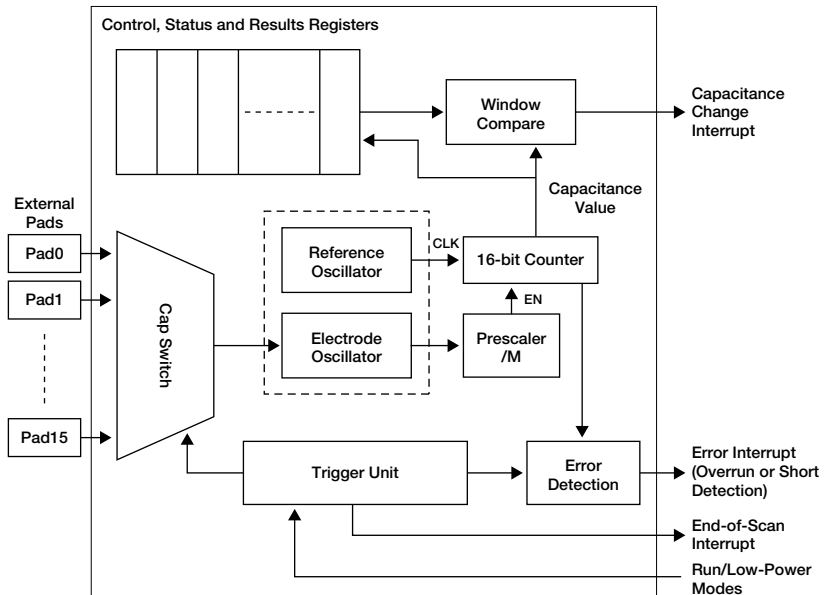 Control, Status and Results Registers
Window
Compare
Capacitance
Change
Interrupt
Capacitance
Value
External
Pads
Pad0
Pad1
Pad15
Cap Switch
Reference
Oscillator
CLK
16-bit Counter
EN
Electrode
Oscillator
Prescaler
/M
Trigger Unit
Error
Detection
Error Interrupt
(Overrun or Short
Detection)
End-of-Scan
Interrupt
Run/Low-Power
Modes